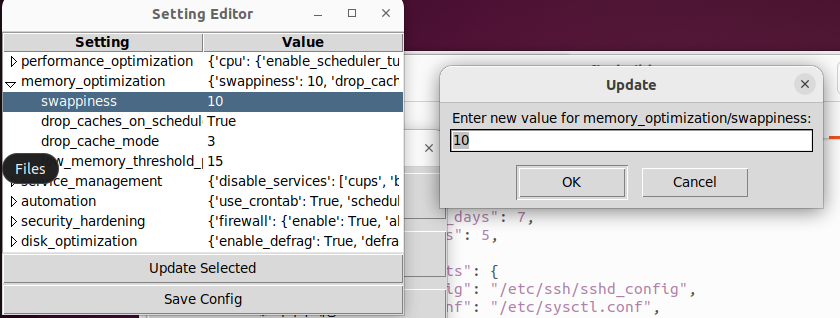 Setting Editor
Setting Value
performance_optimization {'cpu': {'enable_scheduler_tu
memory_optimization {'swappiness': 10, 'drop_cach
swappiness 10
drop_caches_on_schedul True
drop_cache_mode 3
w_memory_threshold_p 15
Files
service_management {'disable_services': ['cups', 'b
automation {'use_crontab': True, 'schedul
security_hardening {'firewall': {'enable': True, 'al
disk_optimization {'enable_defrag': True, 'defra
Update Selected
Save Config
Update
Enter new value for memory_optimization/swappiness:
10
OK Cancel
_days": 7,
s": 5,
ts": {
ig": "/etc/ssh/sshd_config",
nf": "/etc/sysctl.conf",